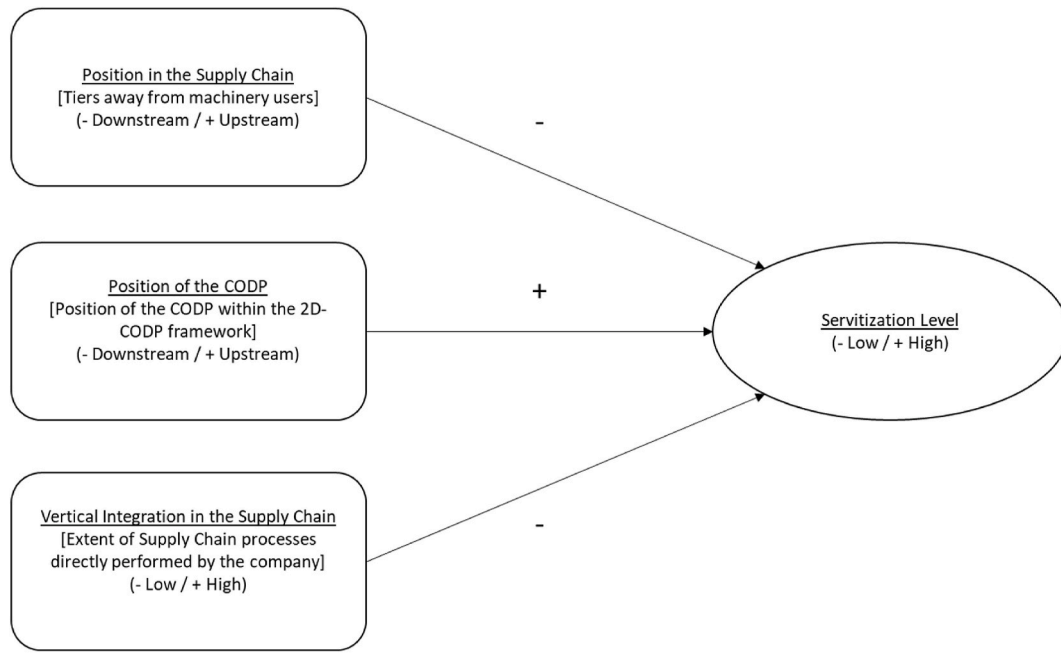 Position in the Supply Chain
[Tiers away from machinery users]
(- Downstream / + Upstream)
-
Position of the CODP
[Position of the CODP within the 2D-
CODP framework]
(- Downstream / + Upstream)
+
Servitization Level
(- Low / + High)
Vertical Integration in the Supply Chain
[Extent of Supply Chain processes
directly performed by the company]
(- Low / + High)
-